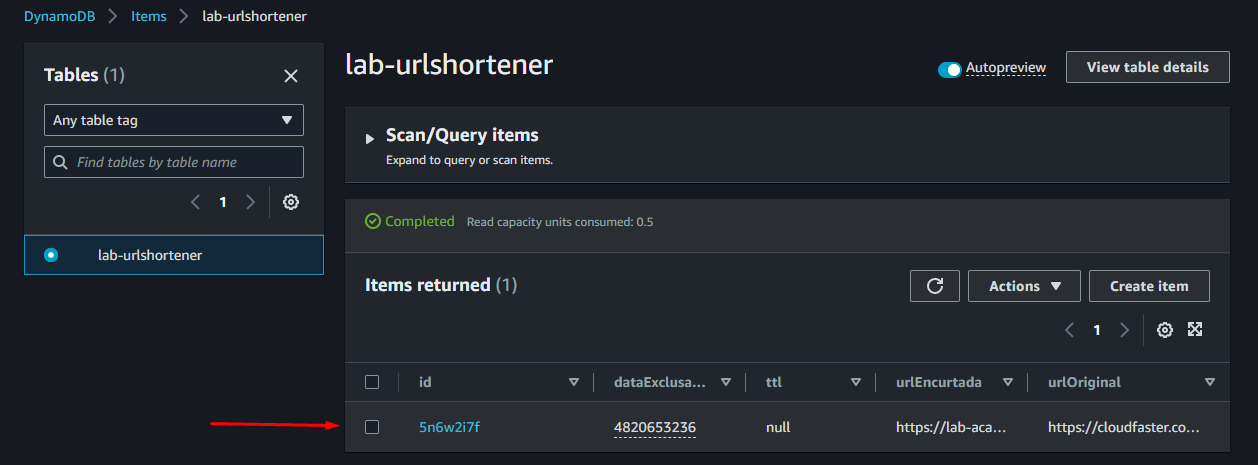 DynamoDB > Items > lab-urlshortener
Tables (1)
Any table tag
Find tables by table name
1
lab-urlshortener
lab-urlshortener
Autopreview
View table details
Scan/Query items
Expand to query or scan items.
Completed Read capacity units consumed: 0.5
Items returned (1)
Actions
Create item
1
id dataExclusa... ttl urlEncurtada urlOriginal
5n6w2i7f 4820653236 null https://lab-aca... https://cloudfaster.co...